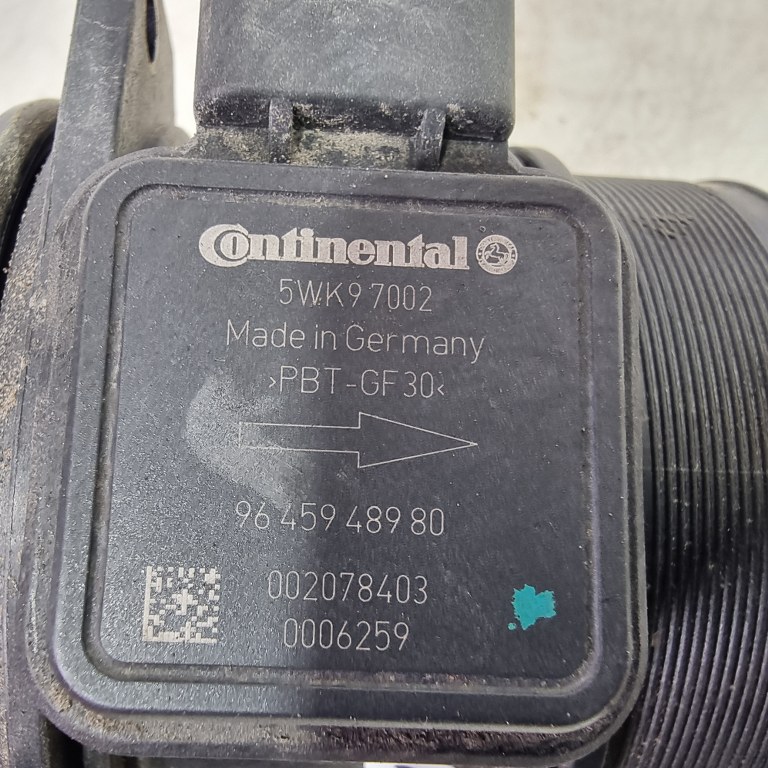 Continental
5WK9 7002
Made in Germany
›PBT-GF30‹
96 459 489 80
002078403
0006259